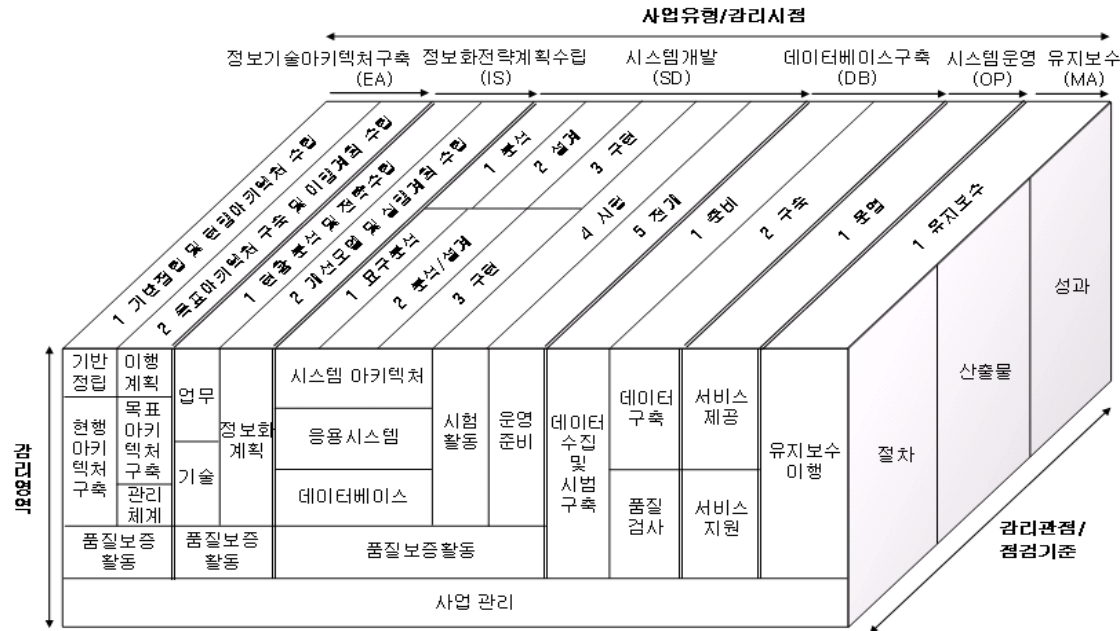 사업유형/감리시점
정보기술아키텍처구축
(EA)
정보화전략계획수립
(IS)
시스템개발
(SD)
데이터베이스구축
(DB)
시스템운영
(OP)
유지보수
(MA)
1 기반정립 및 현행아키텍처 수립
2 목표아키텍처 구축 및 이행계획 수립
1 현황 분석 및 전략수립
2 개선모델 및 실행계획 수립
1 분석
2 설계
3 구현
1 요구분석
2 분석/설계
3 구현
4 시험
5 전개
1 준비
2 구축
1 운영
1 유지보수
기반
정립
이행
계획
현행
아키
텍처
구축
목표
아키
텍처
구축
관리
체계
품질보증
활동
업무
기술
정보화
계획
품질보증
활동
시스템 아키텍처
응용시스템
데이터베이스
시험
활동
운영
준비
품질보증활동
데이터
수집
및
시범
구축
데이터
구축
품질
검사
서비스
제공
서비스
지원
유지보수
이행
사업 관리
절차
산출물
성과
감리영역
감리관점/
점검기준